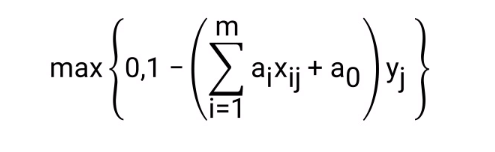 max{0,1 − (∑_{i=1}^{m} a_i x_{ij} + a_0) y_j}